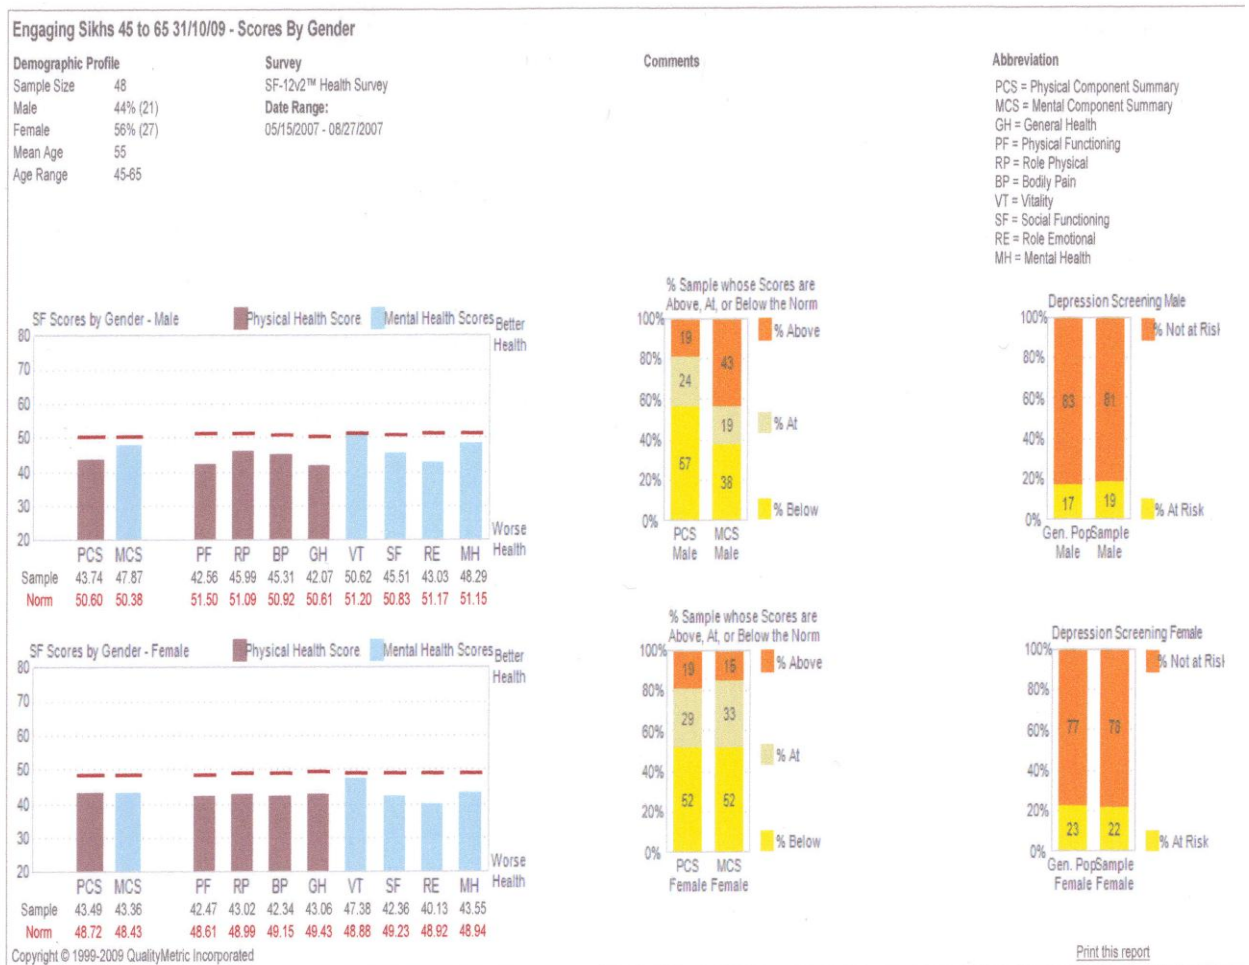 Engaging Sikhs 45 to 65 31/10/09 - Scores By Gender
Demographic Profile
Sample Size 48
Male 44% (21)
Female 56% (27)
Mean Age 55
Age Range 45-65
Survey
SF-12v2™ Health Survey
Date Range:
05/15/2007 - 08/27/2007
Comments
Abbreviation
PCS = Physical Component Summary
MCS = Mental Component Summary
GH = General Health
PF = Physical Functioning
RP = Role Physical
BP = Bodily Pain
VT = Vitality
SF = Social Functioning
RE = Role Emotional
MH = Mental Health
SF Scores by Gender - Male Physical Health Score Mental Health Scores Better
Health
80
70
60
50
40
30
20
Worse
Health
PCS MCS PF RP BP GH VT SF RE MH
Sample 43.74 47.87 42.56 45.99 45.31 42.07 50.62 45.51 43.03 48.29
Norm 50.60 50.38 51.50 51.09 50.92 50.61 51.20 50.83 51.17 51.15
% Sample whose Scores are
Above, At, or Below the Norm
100%
80%
60%
40%
20%
0%
19 43
24 19
57 38
% Above
% At
% Below
PCS MCS
Male Male
Depression Screening Male
100%
80%
60%
40%
20%
0%
83 81
17 19
% Not at Risk
% At Risk
Gen. Pop Sample
Male Male
SF Scores by Gender - Female Physical Health Score Mental Health Scores Better
Health
80
70
60
50
40
30
20
Worse
Health
PCS MCS PF RP BP GH VT SF RE MH
Sample 43.49 43.36 42.47 43.02 42.34 43.06 47.38 42.36 40.13 43.55
Norm 48.72 48.43 48.61 48.99 49.15 49.43 48.88 49.23 48.92 48.94
% Sample whose Scores are
Above, At, or Below the Norm
100%
80%
60%
40%
20%
0%
19 15
29 33
52 52
% Above
% At
% Below
PCS MCS
Female Female
Depression Screening Female
100%
80%
60%
40%
20%
0%
77 78
23 22
% Not at Risk
% At Risk
Gen. Pop Sample
Female Female
Copyright © 1999-2009 QualityMetric Incorporated
Print this report